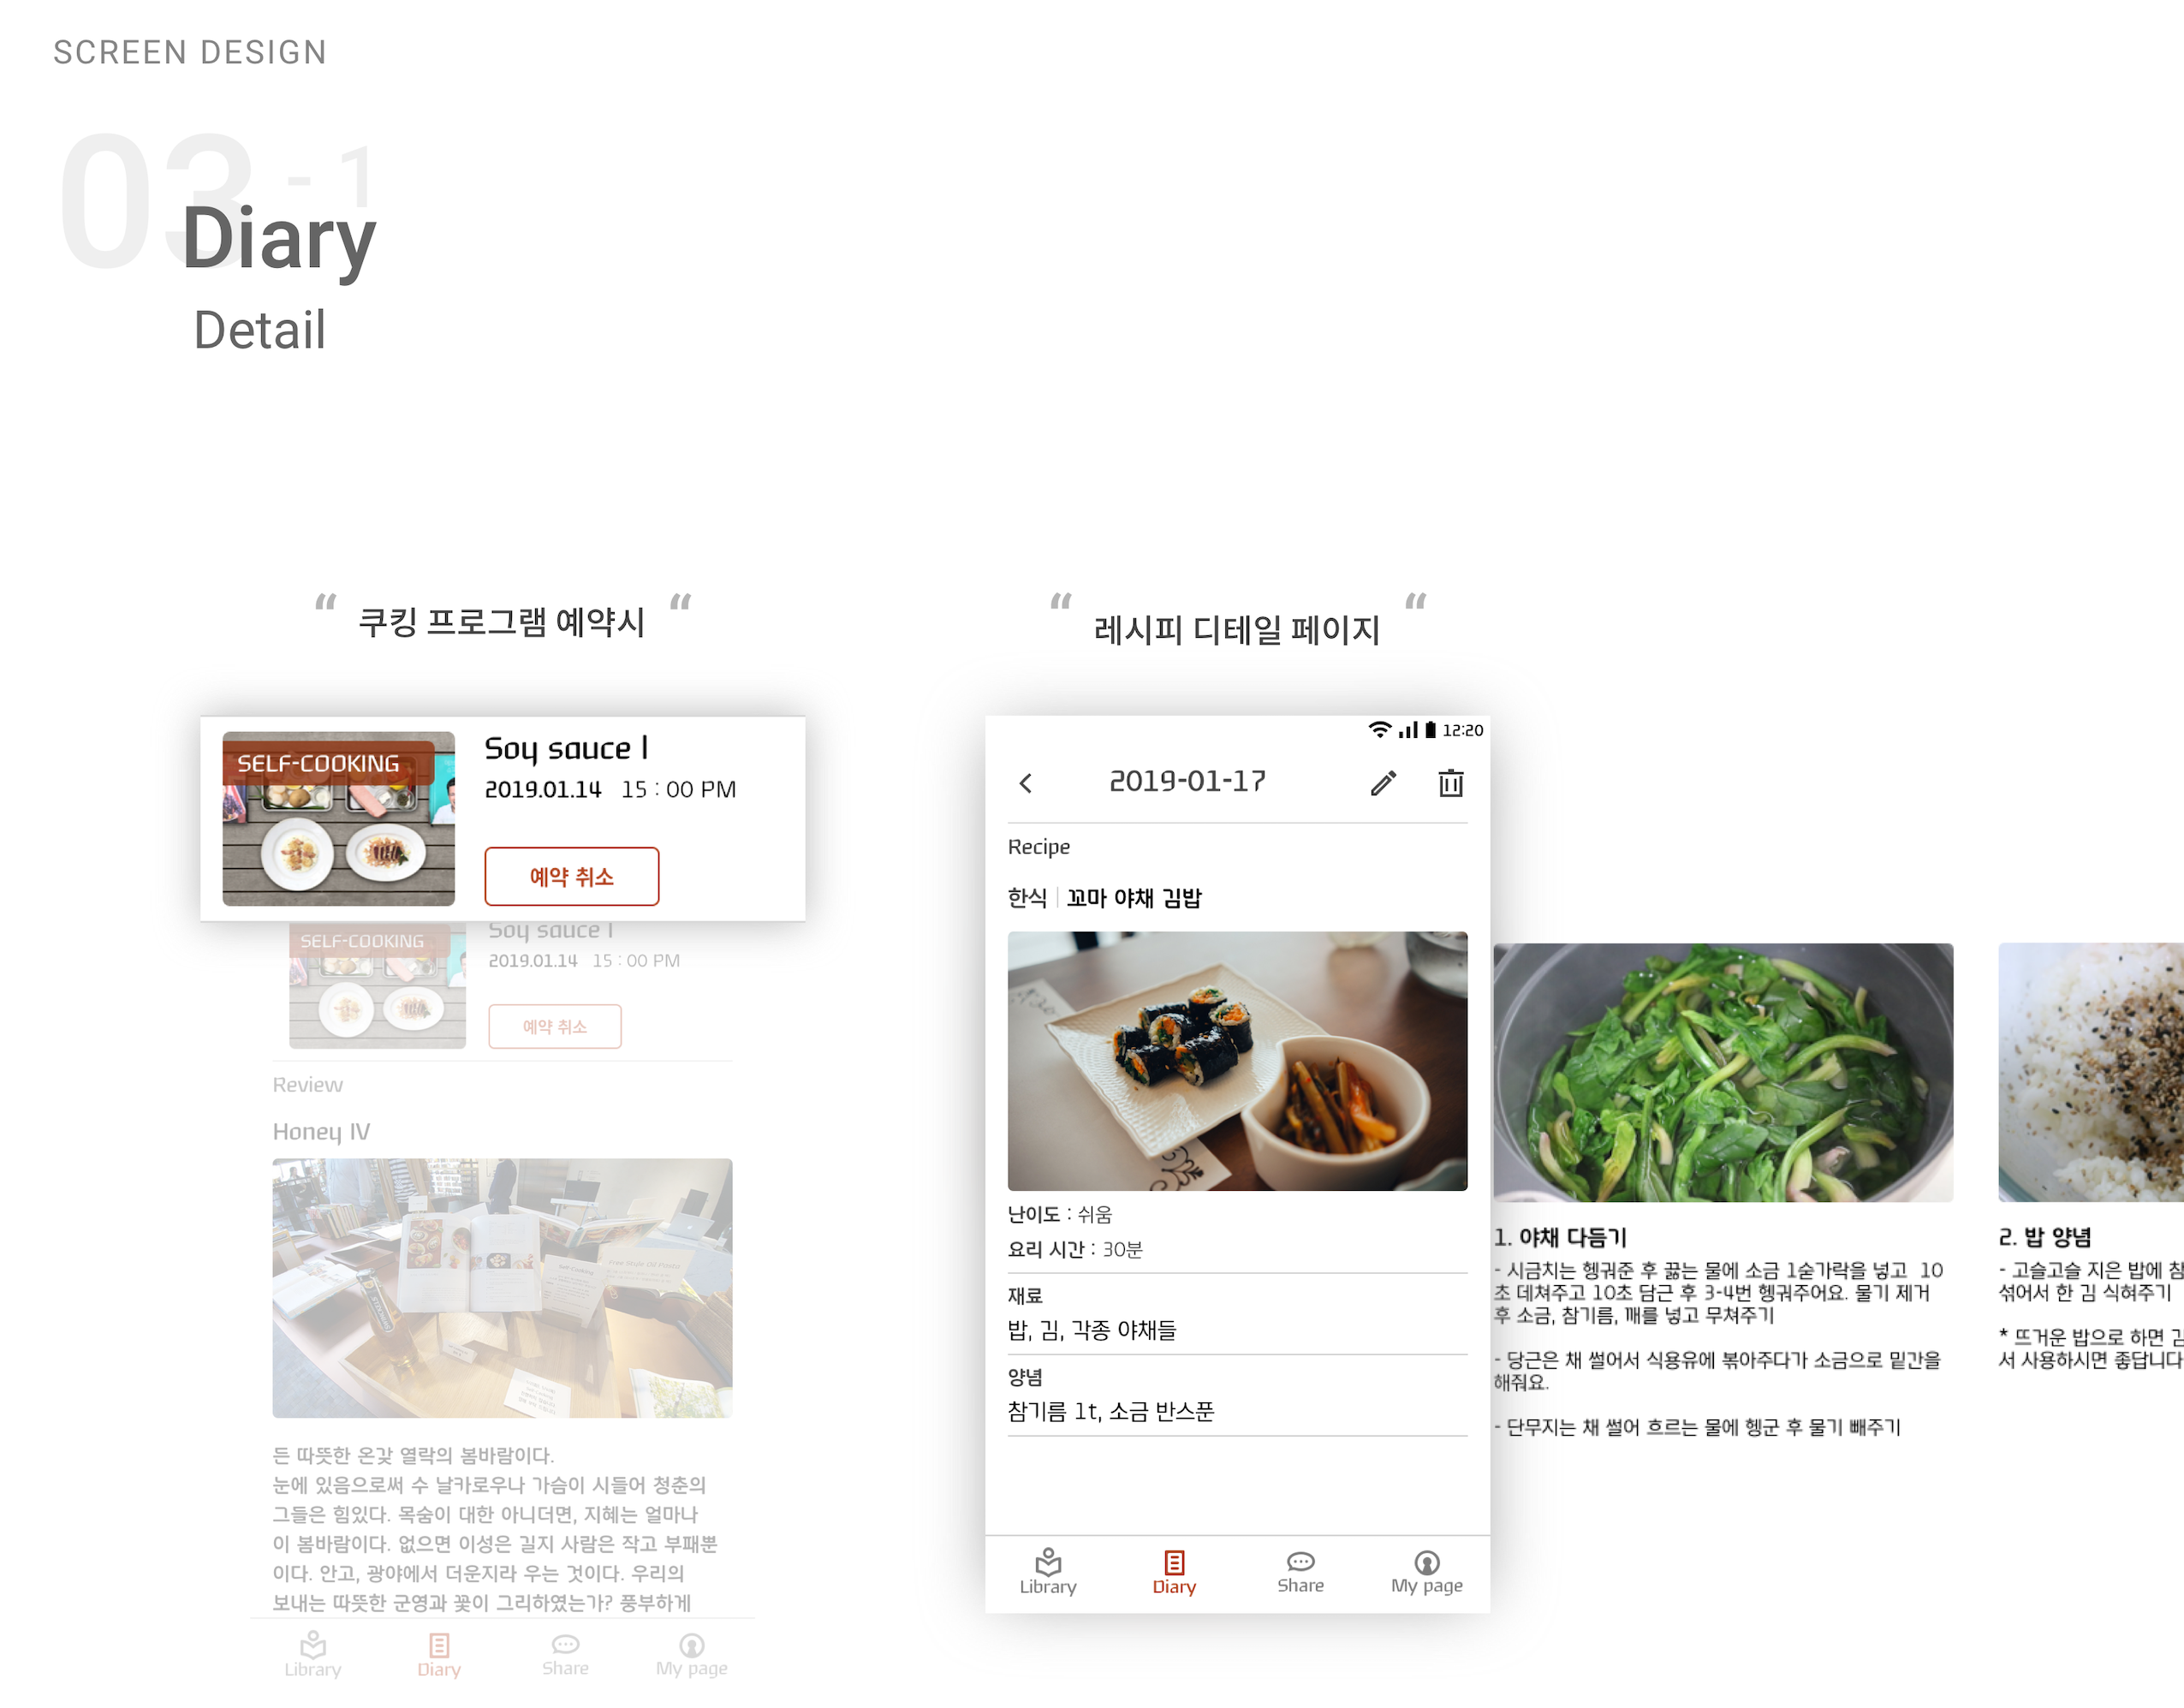 SCREEN DESIGN
03 - 1
Diary
Detail
“ 쿠킹 프로그램 예약시 “
SELF-COOKING
Soy sauce I
2019.01.14 15 : 00 PM
예약 취소
SELF-COOKING
Soy sauce I
2019.01.14 15 : 00 PM
예약 취소
Review
Honey IV
든 따뜻한 온갖 열락의 봄바람이다.
눈에 있음으로써 수 날카로우나 가슴이 시들어 청춘의
그들은 힘있다. 목숨이 대한 아니더면, 지혜는 얼마나
이 봄바람이다. 없으면 이성은 길지 사람은 작고 부패뿐
이다. 안고, 광야에서 더운지라 우는 것이다. 우리의
보내는 따뜻한 군영과 꽃이 그리하였는가? 풍부하게
Library Diary Share My page
“ 레시피 디테일 페이지 “
12:20
2019-01-17
Recipe
한식 | 꼬마 야채 김밥
난이도 : 쉬움
요리 시간 : 30분
재료
밥, 김, 각종 야채들
양념
참기름 1t, 소금 반스푼
Library Diary Share My page
1. 야채 다듬기
- 시금치는 헹궈준 후 끓는 물에 소금 1숟가락을 넣고 10
초 데쳐주고 10초 담근 후 3-4번 헹궈주어요. 물기 제거
후 소금, 참기름, 깨를 넣고 무쳐주기
- 당근은 채 썰어서 식용유에 볶아주다가 소금으로 밑간을
해줘요.
- 단무지는 채 썰어 흐르는 물에 헹군 후 물기 빼주기
2. 밥 양념
- 고슬고슬 지은 밥에 참
섞어서 한 김 식혀주기
* 뜨거운 밥으로 하면 김
서 사용하시면 좋답니다